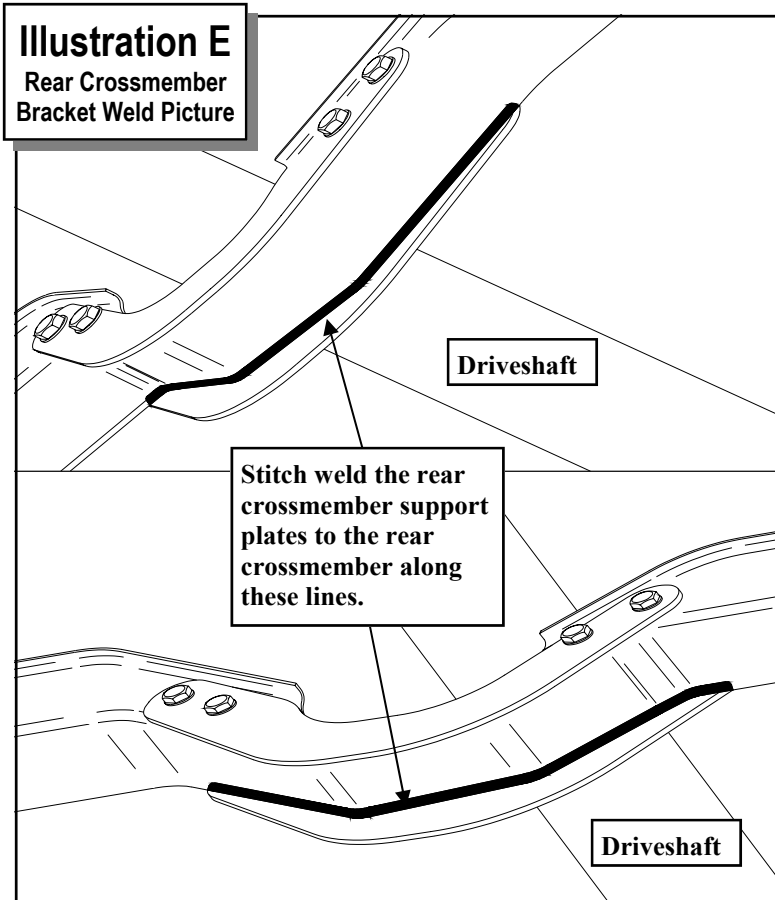 Illustration E
Rear Crossmember
Bracket Weld Picture
Driveshaft
Stitch weld the rear
crossmember support
plates to the rear
crossmember along
these lines.
Driveshaft